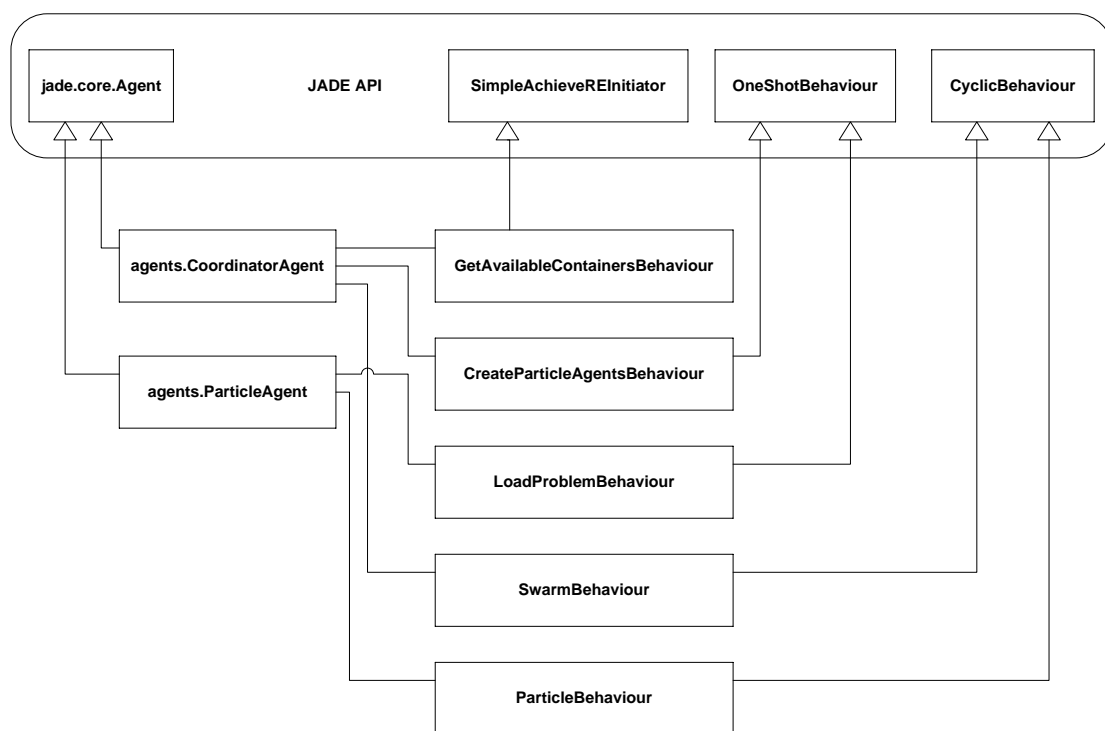 jade.core.Agent
JADE API
SimpleAchieveREInitiator
OneShotBehaviour
CyclicBehaviour
agents.CoordinatorAgent
GetAvailableContainersBehaviour
CreateParticleAgentsBehaviour
agents.ParticleAgent
LoadProblemBehaviour
SwarmBehaviour
ParticleBehaviour